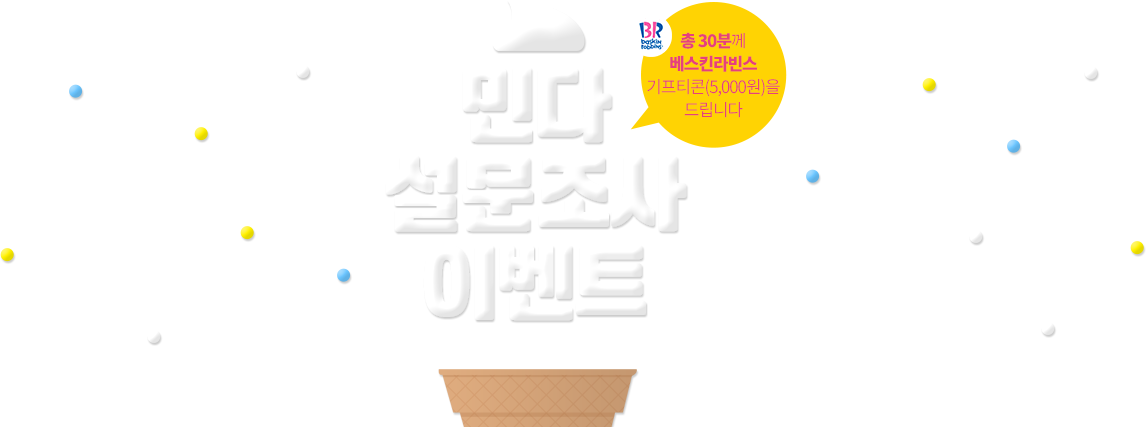 민다
설문조사
이벤트
BR
baskin
robbins
총 30분께
베스킨라빈스
기프티콘(5,000원)을
드립니다